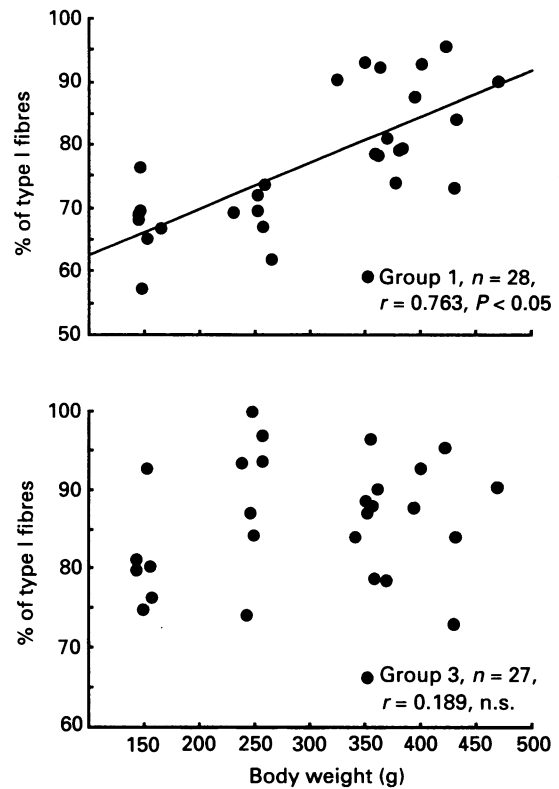 100
90
80
70
60
50
% of type I fibres
Group 1, n = 28,
r = 0.763, P < 0.05
100
90
80
70
60
% of type I fibres
Group 3, n = 27,
r = 0.189, n.s.
150 200 250 300 350 400 450 500
Body weight (g)